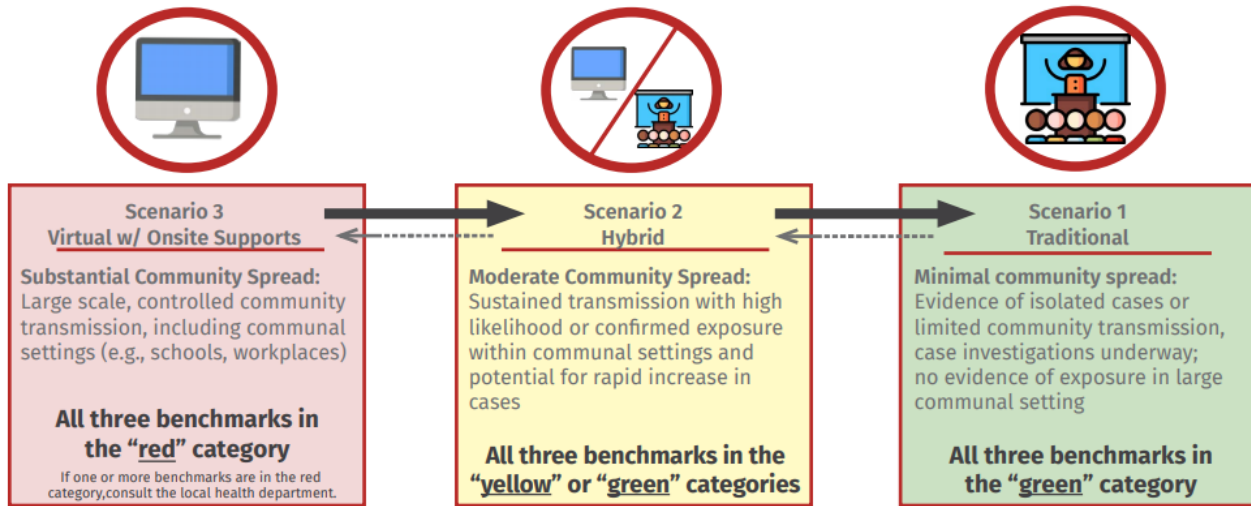 Scenario 3
Virtual w/ Onsite Supports
Substantial Community Spread:
Large scale, controlled community
transmission, including communal
settings (e.g., schools, workplaces)
All three benchmarks in
the “red” category
If one or more benchmarks are in the red
category,consult the local health department.
Scenario 2
Hybrid
Moderate Community Spread:
Sustained transmission with high
likelihood or confirmed exposure
within communal settings and
potential for rapid increase in
cases
All three benchmarks in the
“yellow” or “green” categories
Scenario 1
Traditional
Minimal community spread:
Evidence of isolated cases or
limited community transmission,
case investigations underway;
no evidence of exposure in large
communal setting
All three benchmarks in
the “green” category